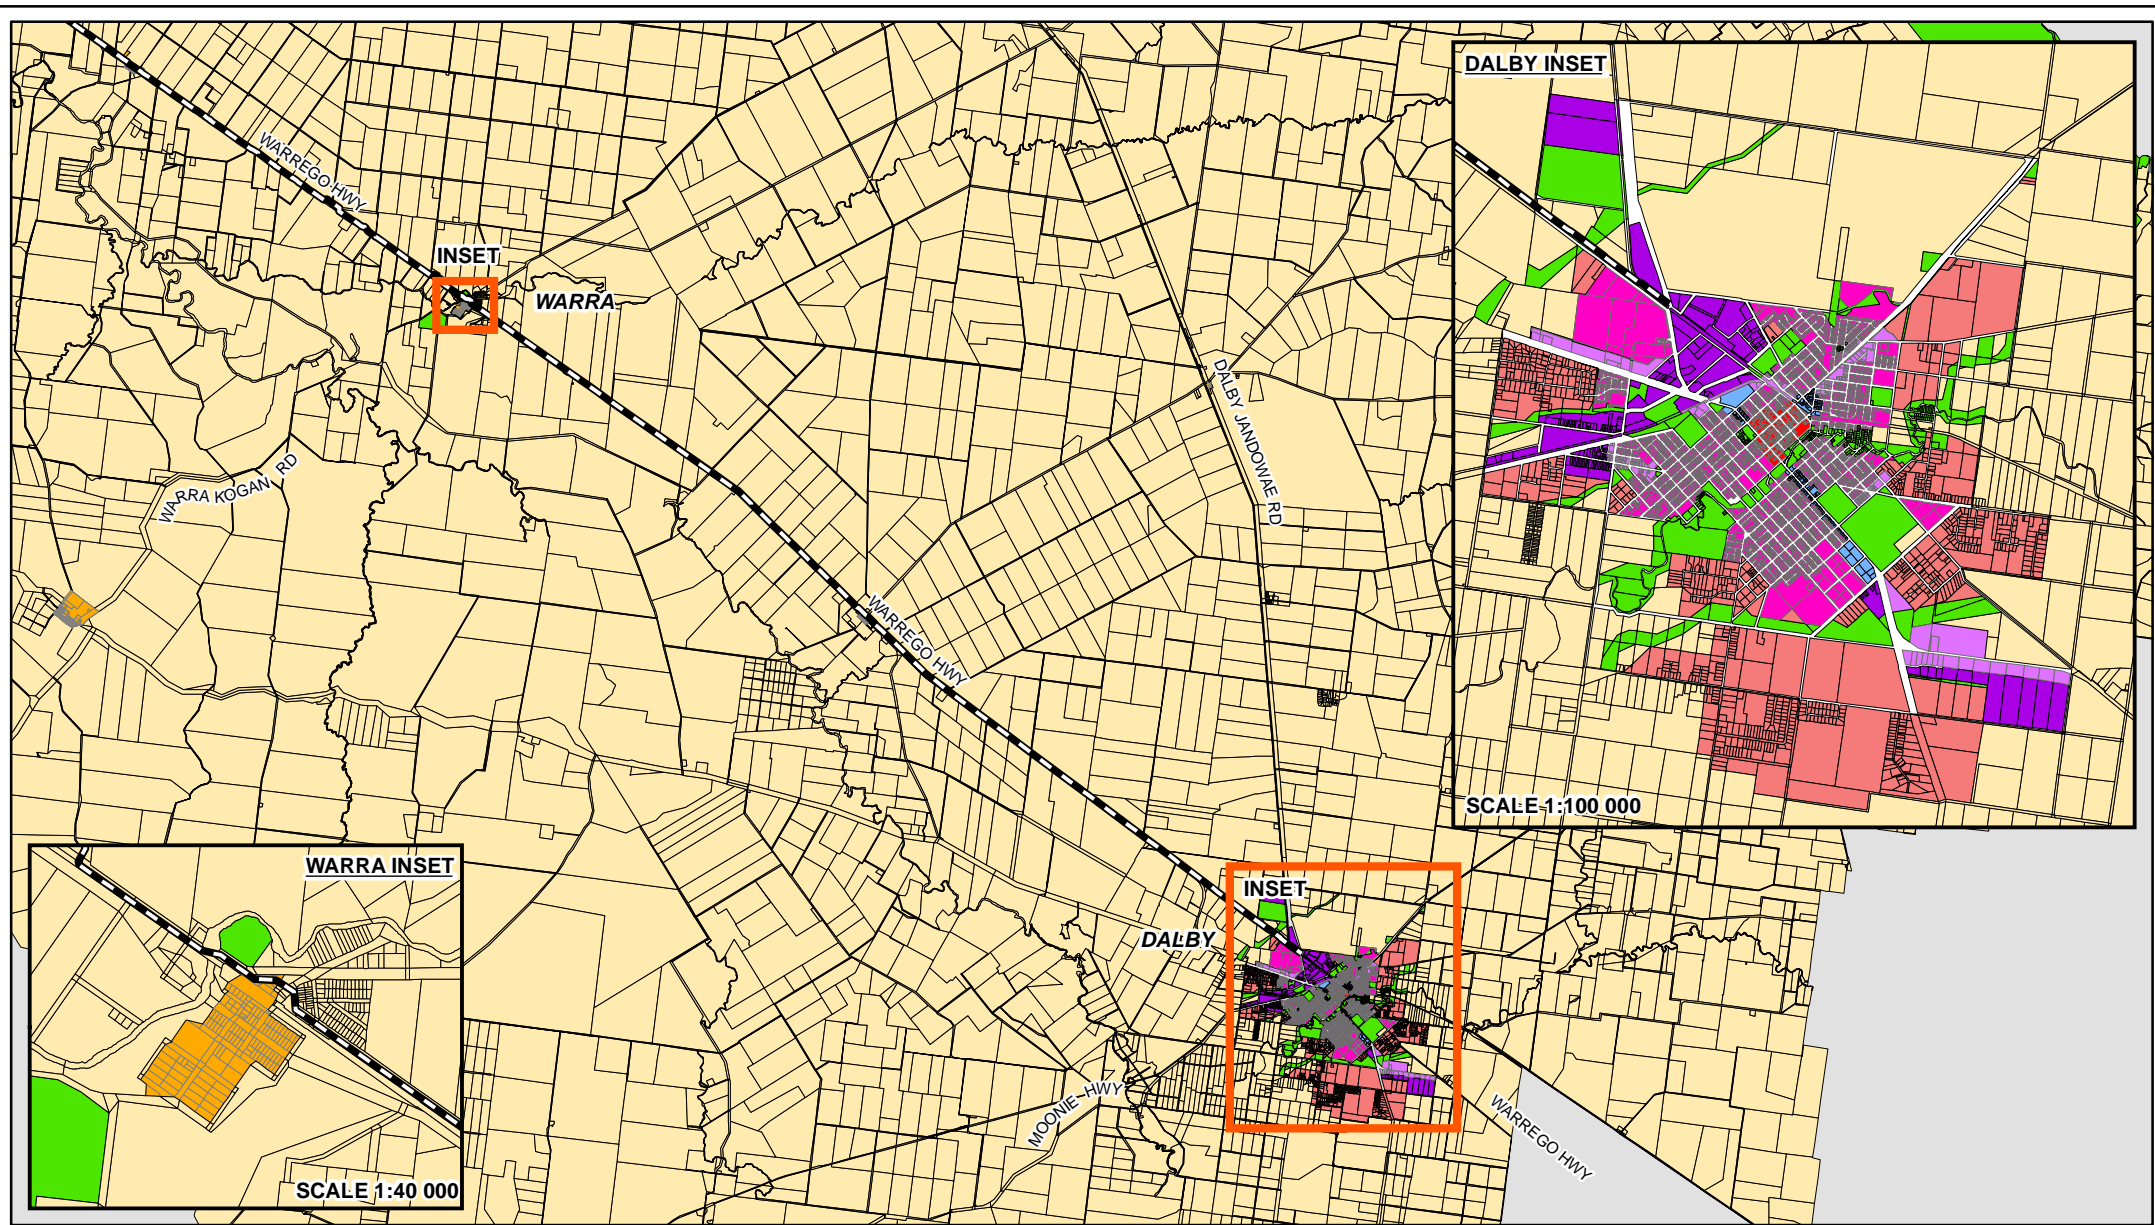 DALBY INSET
WARREGO HWY
INSET
WARRA
DALBY JANDOWAE RD
WARRA KOGAN RD
WARREGO HWY
SCALE 1:100 000
WARRA INSET
INSET
DALBY
MOONIE HWY
WARREGO HWY
SCALE 1:40 000